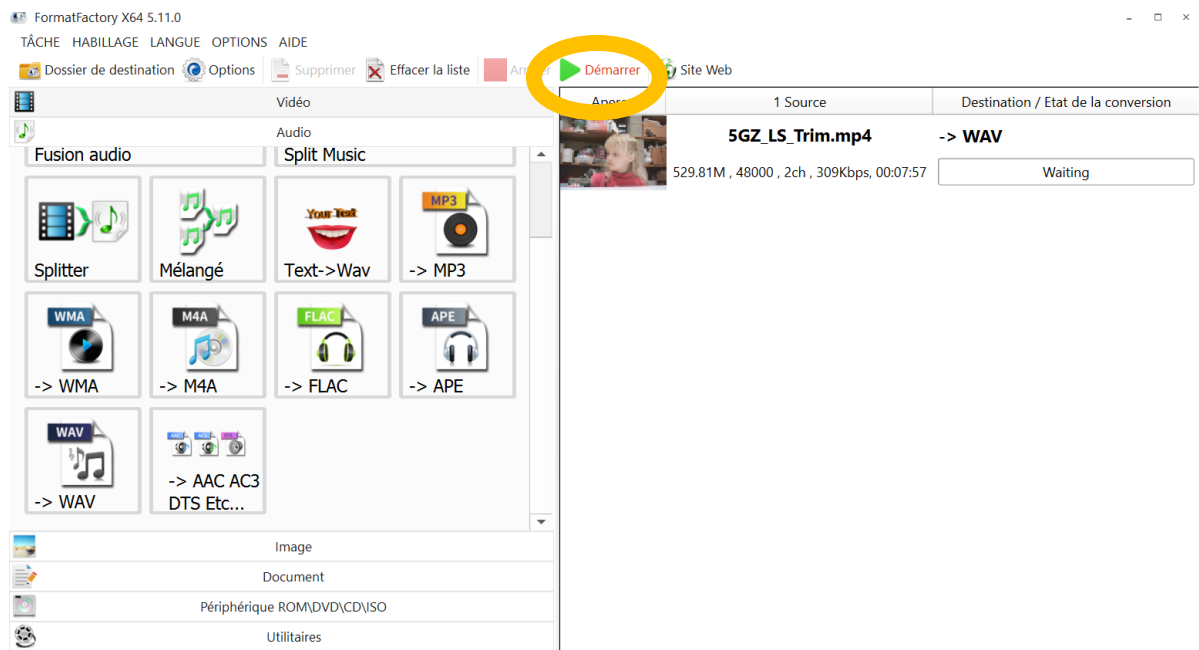 FormatFactory X64 5.11.0
TÂCHE HABILLAGE LANGUE OPTIONS AIDE
Dossier de destination Options Supprimer Effacer la liste Démarrer Site Web
Vidéo
Audio
Fusion audio Split Music
Your Text MP3
Splitter Mélangé Text->Wav -> MP3
WMA M4A FLAC APE
-> WMA -> M4A -> FLAC -> APE
WAV
-> WAV -> AAC AC3 DTS Etc...
Image
Document
Périphérique ROM\DVD\CD\ISO
Utilitaires
1 Source Destination / Etat de la conversion
5GZ_LS_Trim.mp4 -> WAV
529.81M , 48000 , 2ch , 309Kbps, 00:07:57 Waiting